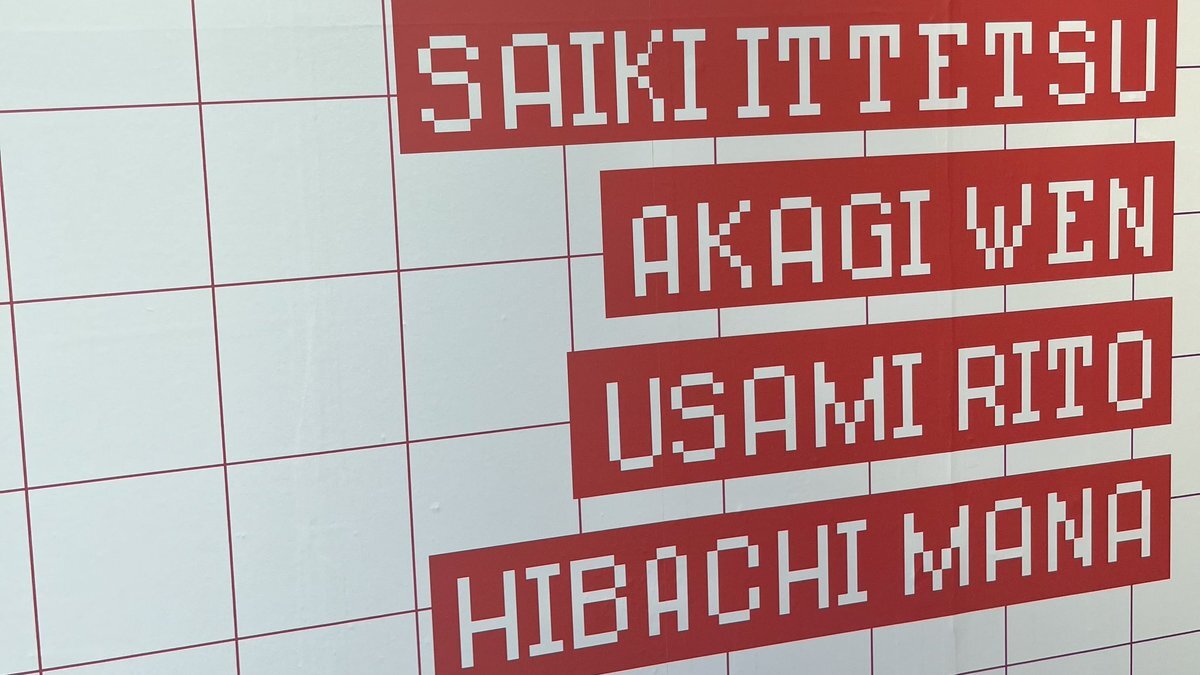 SAIKI ITTETSU
AKAGI WEN
USAMI RITO
HIBACHI MANA